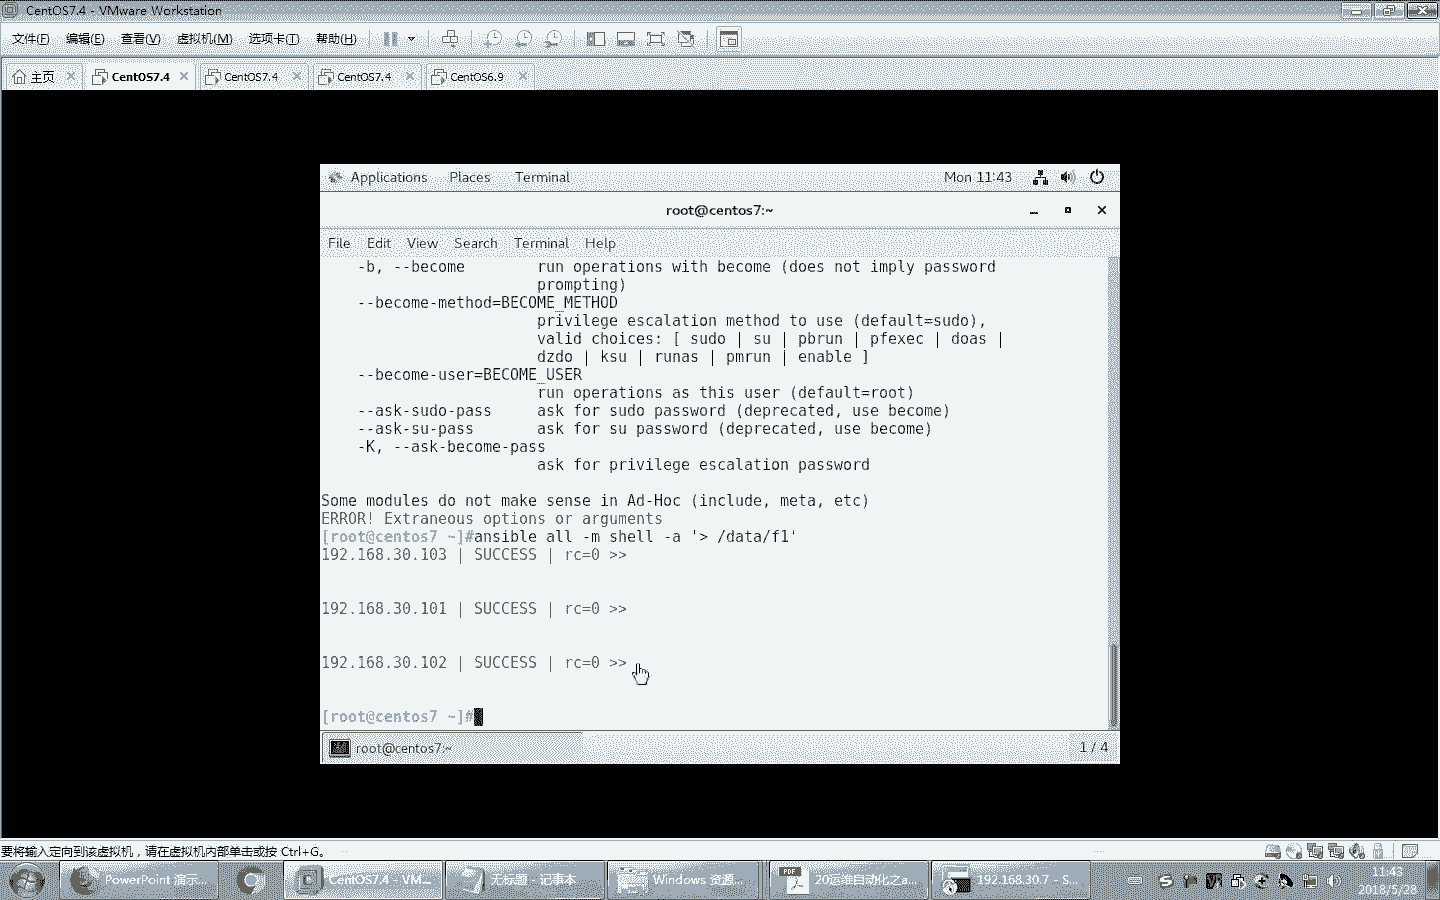 CentOS7.4 - VMware Workstation
文件(F) 编辑(E) 查看(V) 虚拟机(M) 选项卡(T) 帮助(H)
主页 CentOS7.4 CentOS7.4 CentOS7.4 CentOS6.9
Applications Places Terminal Mon 11:43
root@centos7:~
File Edit View Search Terminal Help
-b, --become run operations with become (does not imply password
prompting)
--become-method=BECOME_METHOD
privilege escalation method to use (default=sudo),
valid choices: [ sudo | su | pbrun | pfexec | doas |
dzdo | ksu | runas | pmrun | enable ]
--become-user=BECOME_USER
run operations as this user (default=root)
--ask-sudo-pass ask for sudo password (deprecated, use become)
--ask-su-pass ask for su password (deprecated, use become)
-K, --ask-become-pass
ask for privilege escalation password
Some modules do not make sense in Ad-Hoc (include, meta, etc)
ERROR! Extraneous options or arguments
[root@centos7 ~]#ansible all -m shell -a '> /data/f1'
192.168.30.103 | SUCCESS | rc=0 >>
192.168.30.101 | SUCCESS | rc=0 >>
192.168.30.102 | SUCCESS | rc=0 >>
[root@centos7 ~]#
root@centos7:~ 1 / 4
要将输入定向到该虚拟机，请在虚拟机内部单击或按 Ctrl+G。
PowerPoint 演示... CentOS7.4 - VM... 无标题 - 记事本 Windows 资源... PDF 20运维自动化之a... 192.168.30.7 - S... 11:43
2018/5/28